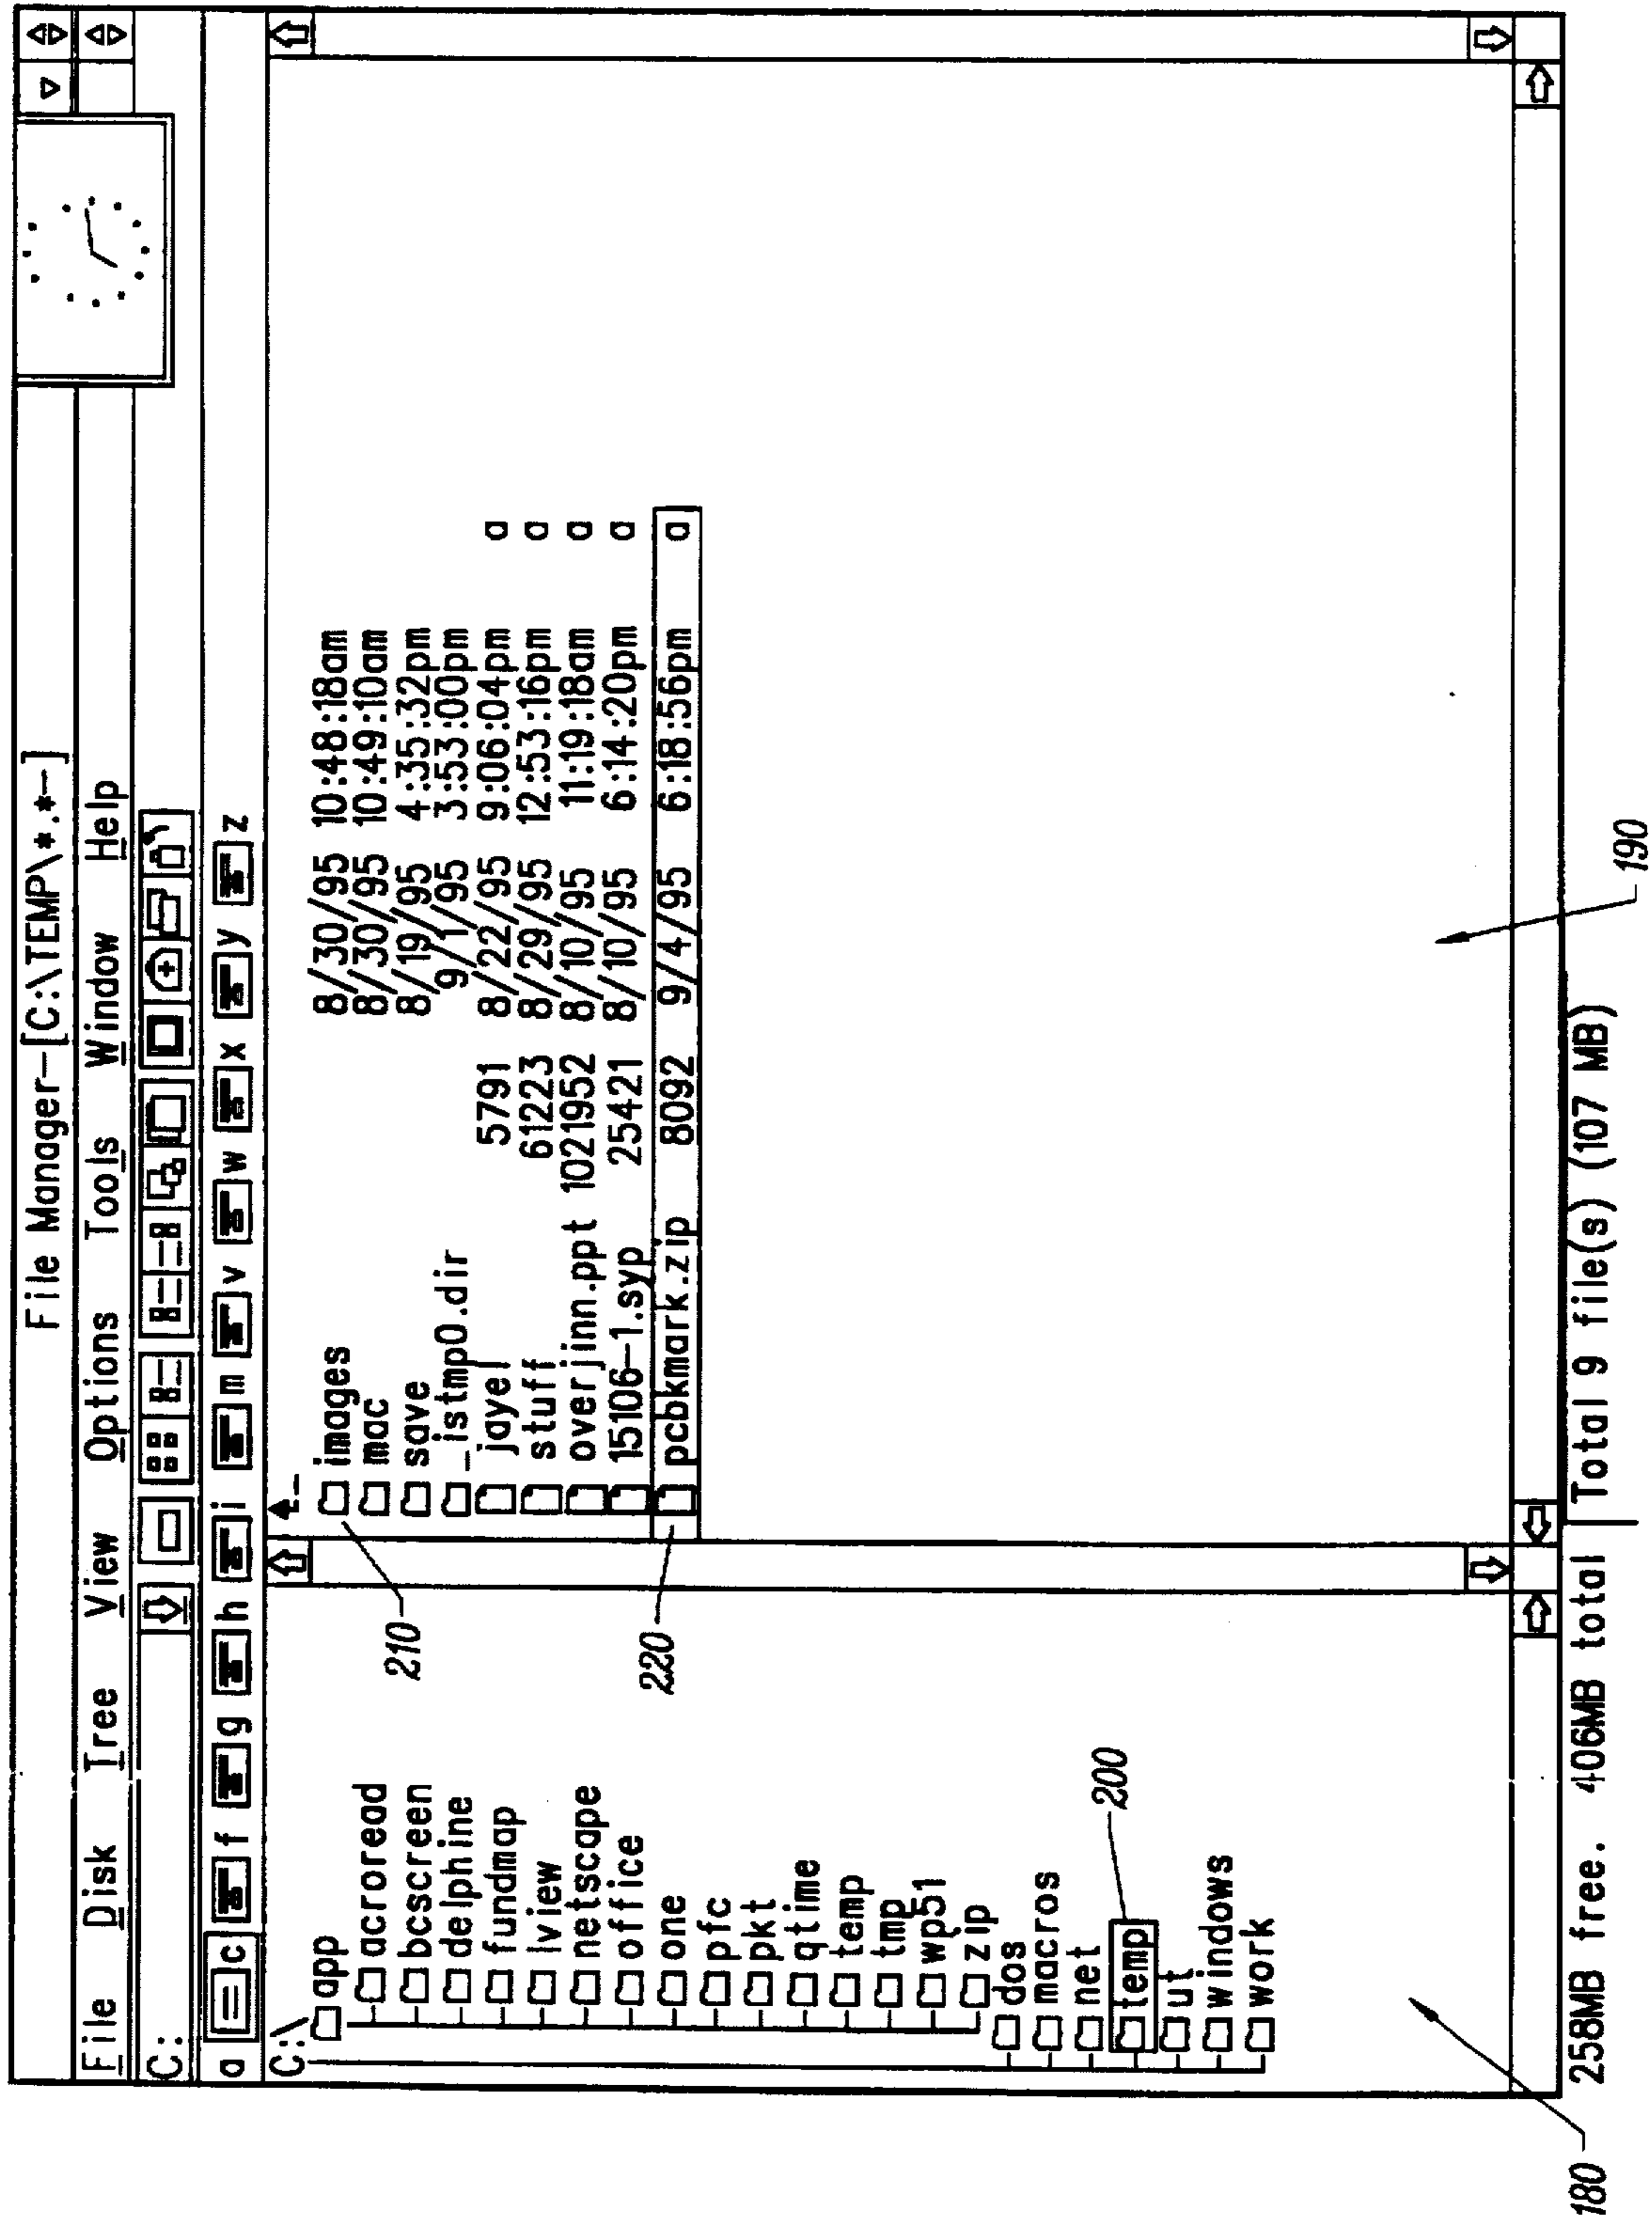 File Manager–[C:\TEMP\*.*–]
File Disk Tree View Options Tools Window Help
C:
a c f g h i m v w x y z
C:\
app
acroread
bcscreen
delphine
fundmap
lview
netscape
office
one
pfc
pkt
qtime
temp
tmp
wp51
zip
dos
macros
net
temp
ut
windows
work
200
180
210
220
images 8/30/95 10:48:18am
mac 8/30/95 10:49:10am
save 8/19/95 4:35:32pm
_istmp0.dir 9/1/95 3:53:00pm
jayel 5791 8/22/95 9:06:04pm a
stuff 61223 8/29/95 12:53:16pm a
overjinn.ppt 1021952 8/10/95 11:19:18am a
15106–1.syp 25421 8/10/95 6:14:20pm a
pcbkmark.zip 8092 9/4/95 6:18:56pm a
190
258MB free. 406MB total Total 9 file(s) (107 MB)